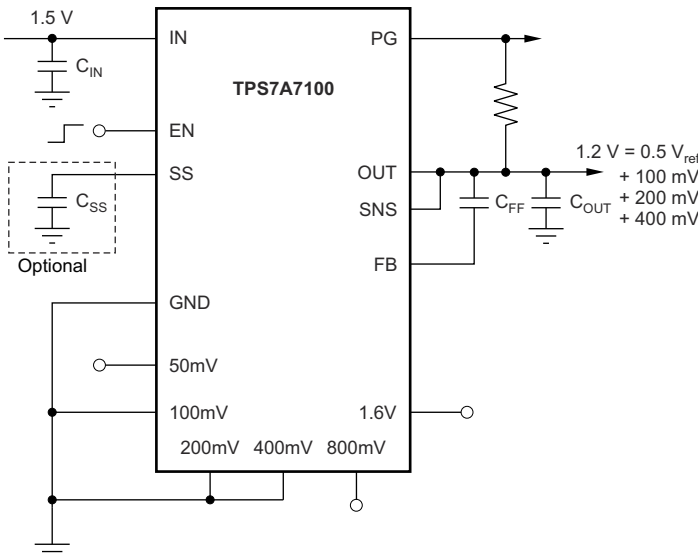 1.5 V
IN
PG
C_IN
TPS7A7100
EN
SS
OUT
1.2 V = 0.5 V_ref
+ 100 mV
+ 200 mV
+ 400 mV
C_SS
SNS
C_FF
C_OUT
Optional
FB
GND
50mV
100mV
1.6V
200mV 400mV 800mV